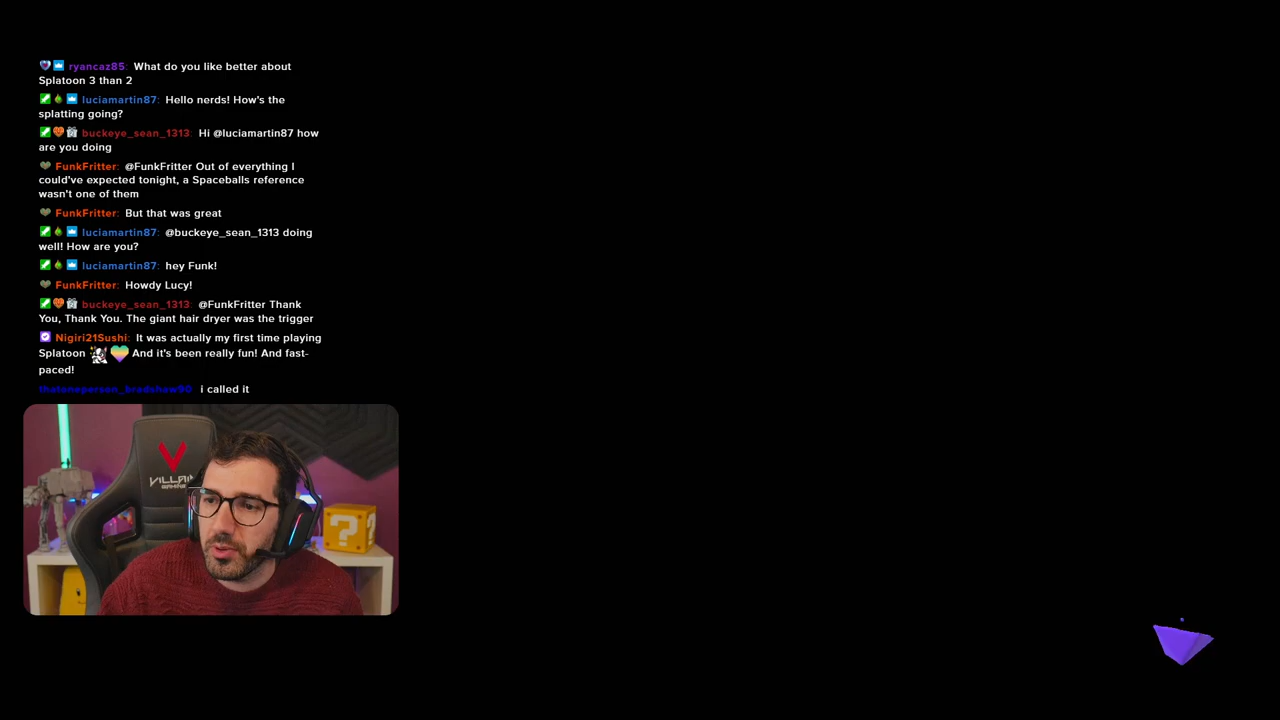 ryancaz85: What do you like better about
Splatoon 3 than 2
luciamartin87: Hello nerds! How's the
splatting going?
buckeye_sean_1313: Hi @luciamartin87 how
are you doing
FunkFritter: @FunkFritter Out of everything I
could've expected tonight, a Spaceballs reference
wasn't one of them
FunkFritter: But that was great
luciamartin87: @buckeye_sean_1313 doing
well! How are you?
luciamartin87: hey Funk!
FunkFritter: Howdy Lucy!
buckeye_sean_1313: @FunkFritter Thank
You, Thank You. The giant hair dryer was the trigger
Nigiri21Sushi: It was actually my first time playing
Splatoon And it's been really fun! And fast-
paced!
thatoneperson_bradshaw90 i called it
VILLAIN
GAMING
?